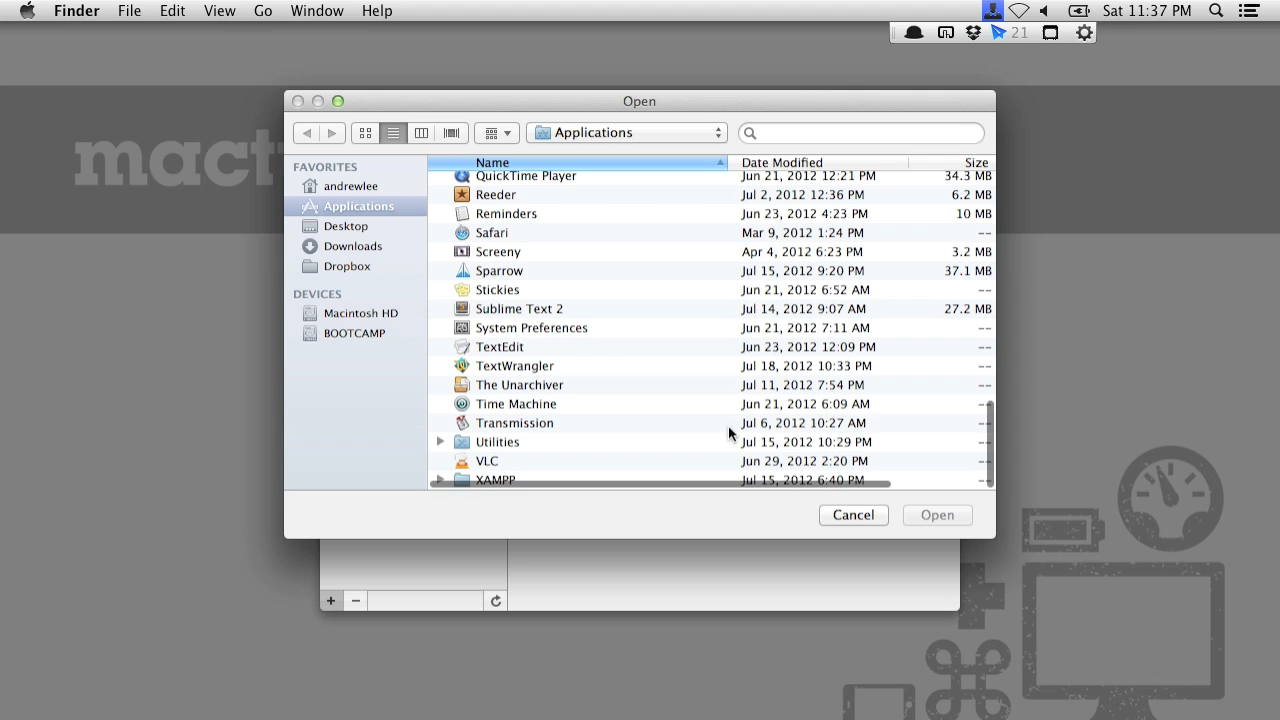 Finder File Edit View Go Window Help Sat 11:37 PM
21
Open
Applications
mact
FAVORITES
andrewlee
Applications
Desktop
Downloads
Dropbox
DEVICES
Macintosh HD
BOOTCAMP
Name Date Modified Size
QuickTime Player Jun 21, 2012 12:21 PM 34.3 MB
Reeder Jul 2, 2012 12:36 PM 6.2 MB
Reminders Jun 23, 2012 4:23 PM 10 MB
Safari Mar 9, 2012 1:24 PM --
Screeny Apr 4, 2012 6:23 PM 3.2 MB
Sparrow Jul 15, 2012 9:20 PM 37.1 MB
Stickies Jun 21, 2012 6:52 AM --
Sublime Text 2 Jul 14, 2012 9:07 AM 27.2 MB
System Preferences Jun 21, 2012 7:11 AM --
TextEdit Jun 23, 2012 12:09 PM --
TextWrangler Jul 18, 2012 10:33 PM --
The Unarchiver Jul 11, 2012 7:54 PM --
Time Machine Jun 21, 2012 6:09 AM --
Transmission Jul 6, 2012 10:27 AM --
Utilities Jul 15, 2012 10:29 PM --
VLC Jun 29, 2012 2:20 PM --
XAMPP Jul 15, 2012 6:40 PM --
Cancel Open